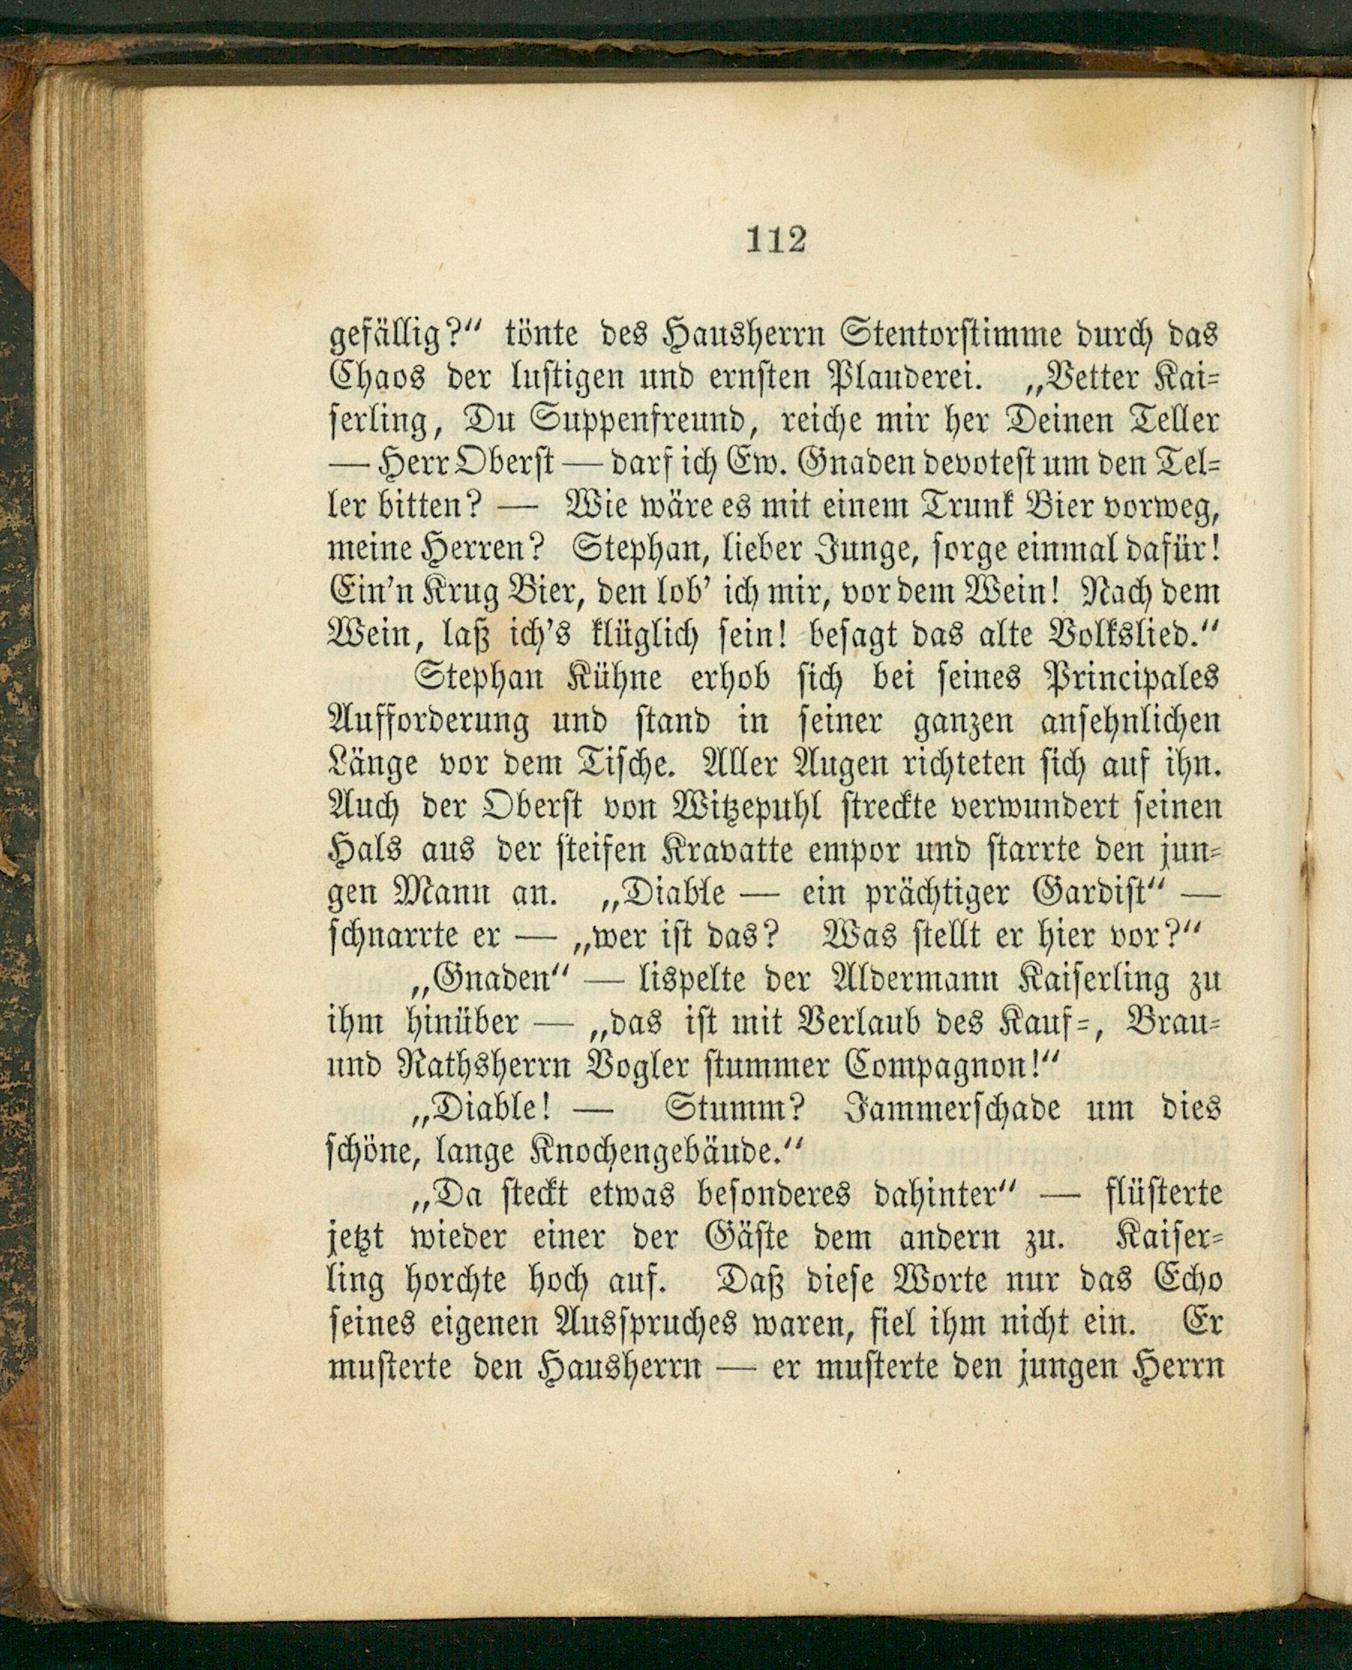 112
gefällig?“ tönte des Hausherrn Stentorstimme durch das
Chaos der lustigen und ernsten Plauderei. „Vetter Kai-
serling, Du Suppenfreund, reiche mir her Deinen Teller
— Herr Oberst — darf ich Ew. Gnaden devotest um den Tel-
ler bitten? — Wie wäre es mit einem Trunk Bier vorweg,
meine Herren? Stephan, lieber Junge, sorge einmal dafür!
Ein’n Krug Bier, den lob’ ich mir, vor dem Wein! Nach dem
Wein, laß ich’s klüglich sein! besagt das alte Volkslied.“
Stephan Kühne erhob sich bei seines Principales
Aufforderung und stand in seiner ganzen ansehnlichen
Länge vor dem Tische. Aller Augen richteten sich auf ihn.
Auch der Oberst von Witzepuhl streckte verwundert seinen
Hals aus der steifen Kravatte empor und starrte den jun-
gen Mann an. „Diable — ein prächtiger Gardist“ —
schnarrte er — „wer ist das? Was stellt er hier vor?“
„Gnaden“ — lispelte der Aldermann Kaiserling zu
ihm hinüber — „das ist mit Verlaub des Kauf-, Brau-
und Rathsherrn Vogler stummer Compagnon!“
„Diable! — Stumm? Jammerschade um dies
schöne, lange Knochengebäude.“
„Da steckt etwas besonderes dahinter“ — flüsterte
jetzt wieder einer der Gäste dem andern zu. Kaiser-
ling horchte hoch auf. Daß diese Worte nur das Echo
seines eigenen Ausspruches waren, fiel ihm nicht ein. Er
musterte den Hausherrn — er musterte den jungen Herrn